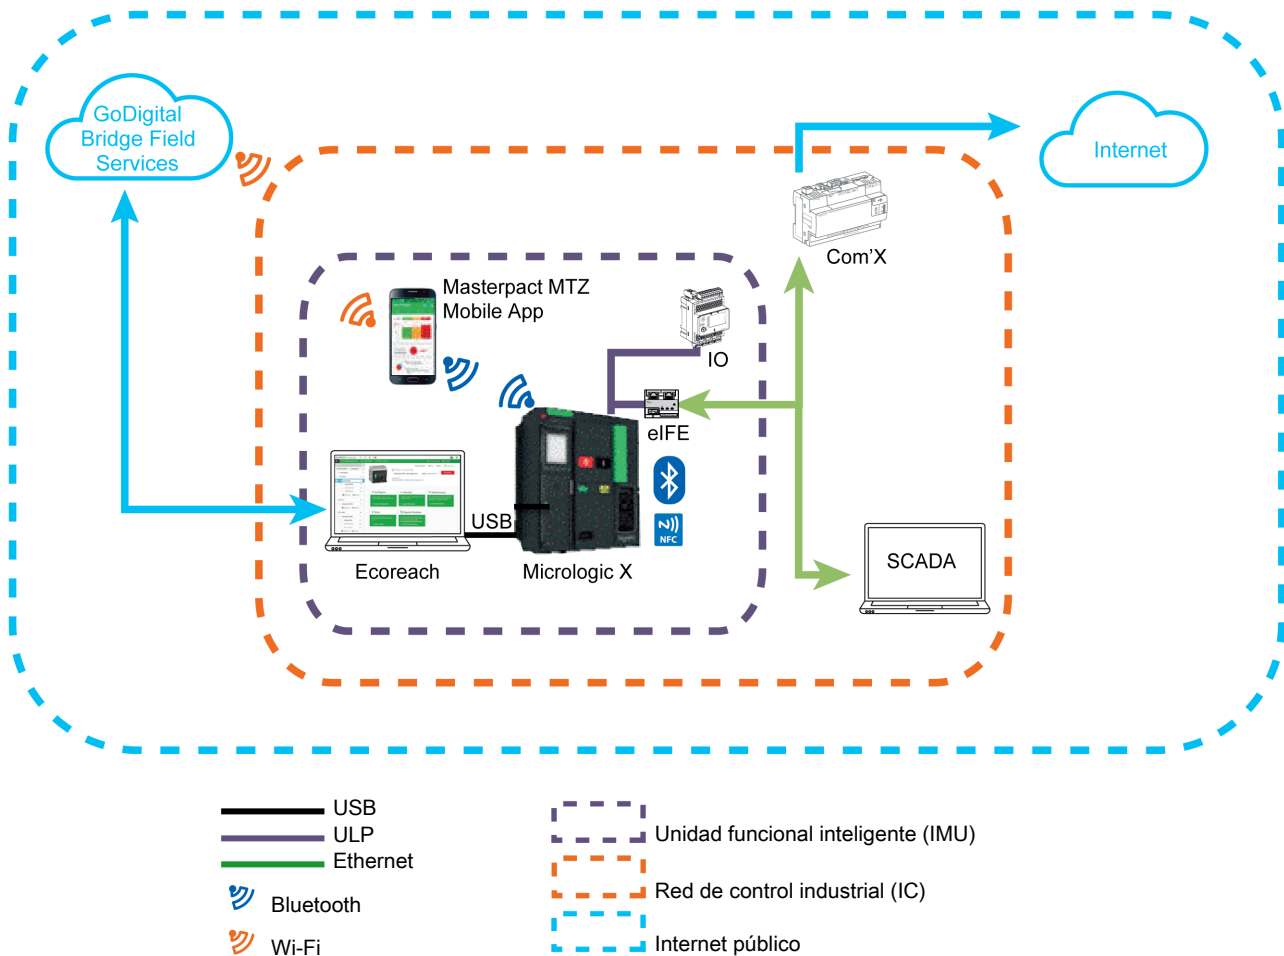 GoDigital
Bridge Field
Services
Internet
Com'X
Masterpact MTZ
Mobile App
IO
eIFE
USB
NFC
Ecoreach
Micrologic X
SCADA
USB
ULP
Ethernet
Bluetooth
Wi-Fi
Unidad funcional inteligente (IMU)
Red de control industrial (IC)
Internet público